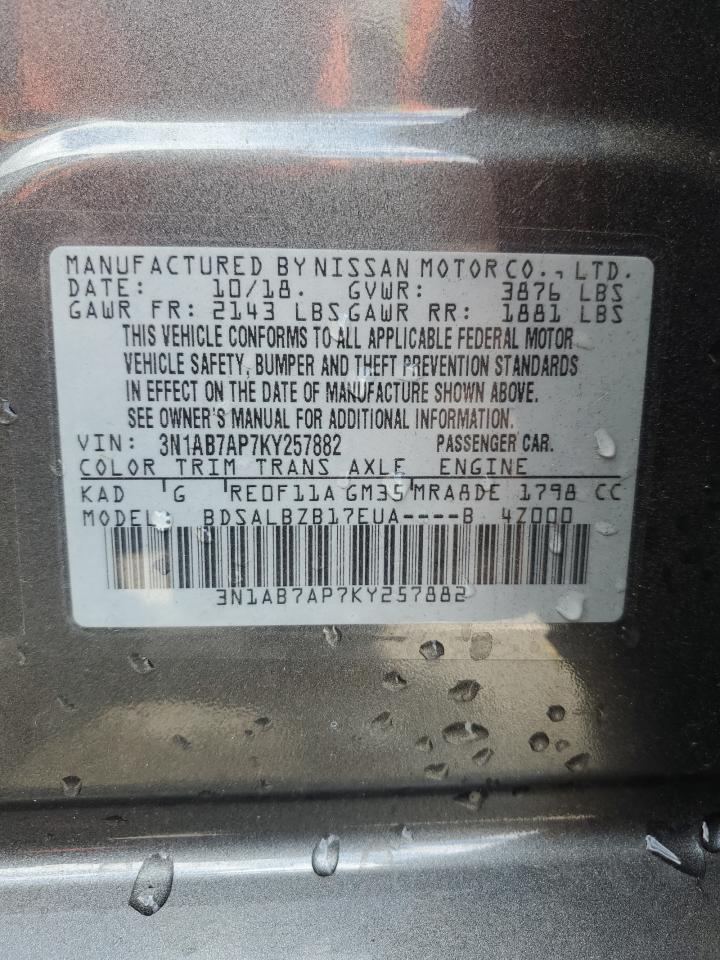 MANUFACTURED BY NISSAN MOTOR CO., LTD.
DATE: 10/18. GVWR: 3876 LBS
GAWR FR: 2143 LBS GAWR RR: 1881 LBS
THIS VEHICLE CONFORMS TO ALL APPLICABLE FEDERAL MOTOR
VEHICLE SAFETY, BUMPER AND THEFT PREVENTION STANDARDS
IN EFFECT ON THE DATE OF MANUFACTURE SHOWN ABOVE.
SEE OWNER'S MANUAL FOR ADDITIONAL INFORMATION.
VIN: 3N1AB7AP7KY257882 PASSENGER CAR.
COLOR TRIM TRANS AXLE ENGINE
KAD G RE0F11A GM35 MRA8DE 1798 CC
MODEL: BDSALBZB17EUA----B 4Z000
3N1AB7AP7KY257882